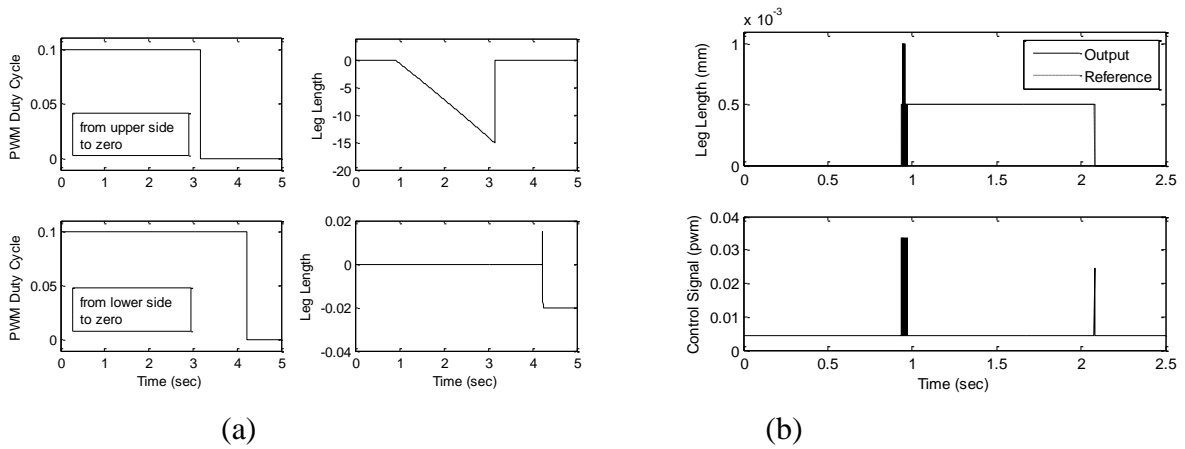 PWM Duty Cycle
0.1
0.05
0
from upper side
to zero
0 1 2 3 4 5
Leg Length
0
-5
-10
-15
-20
0 1 2 3 4 5
PWM Duty Cycle
0.1
0.05
0
from lower side
to zero
0 1 2 3 4 5
Time (sec)
Leg Length
0.02
0
-0.02
-0.04
0 1 2 3 4 5
Time (sec)
(a)
x 10-3
Leg Length (mm)
1
0.5
0
Output
Reference
0 0.5 1 1.5 2 2.5
Control Signal (pwm)
0.04
0.03
0.02
0.01
0
0 0.5 1 1.5 2 2.5
Time (sec)
(b)